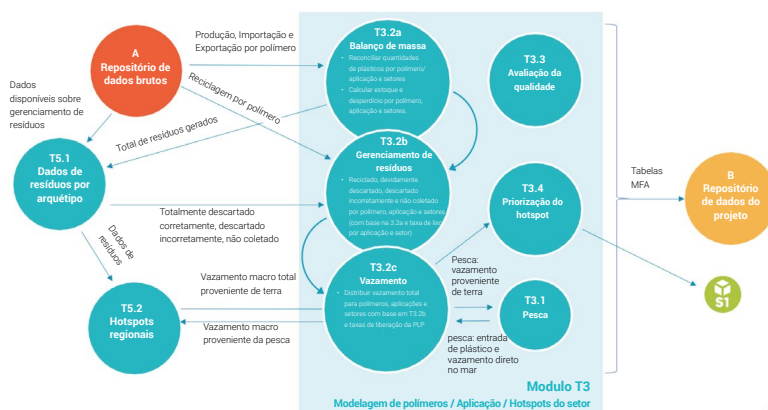 A
Repositório de
dados brutos
Produção, Importação e
Exportação por polímero
Reciclagem por polímero
Dados
disponíveis sobre
gerenciamento de
resíduos
Total de resíduos gerados
T5.1
Dados de
resíduos por
arquétipo
Totalmente descartado
corretamente, descartado
incorretamente, não coletado
Dados de
resíduos
T5.2
Hotspots
regionais
Vazamento macro total
proveniente de terra
Vazamento macro
proveniente da pesca
T3.2a
Balanço de massa
• Reconciliar quantidades
de plásticos por polímero/
aplicação e setores
• Calcular estoque e
desperdício por polímero,
aplicação e setores.
T3.2b
Gerenciamento de
resíduos
• Reciclado, devidamente
descartado, descartado
incorretamente e não coletado
por polímero, aplicação e setores
(com base na 3.2a e taxa de
por aplicação e setor)
T3.2c
Vazamento
• Distribuir vazamento total
para polímeros, aplicações e
setores com base em T3.2b
e taxas de liberação da PLP
T3.3
Avaliação da
qualidade
T3.4
Priorização do
hotspot
Pesca:
vazamento
proveniente
de terra
T3.1
Pesca
pesca: entrada
de plástico e
vazamento direto
no mar
Modulo T3
Modelagem de polímeros / Aplicação / Hotspots do setor
Tabelas
MFA
B
Repositório
de dados do
projeto
S1